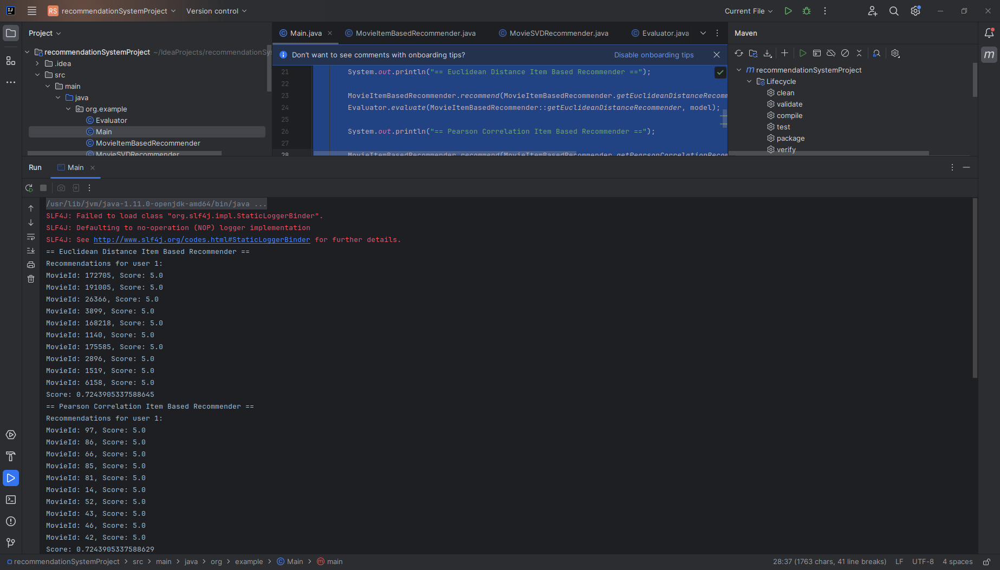 RS recommendationSystemProject Version control Current File
Project
recommendationSystemProject ~/IdeaProjects/recommendationSy
.idea
src
main
java
org.example
Evaluator
Main
MovieItemBasedRecommender
MovieSVDRecommender
Main.java MovieItemBasedRecommender.java MovieSVDRecommender.java Evaluator.java
Don't want to see comments with onboarding tips? Disable onboarding tips
21 System.out.println("== Euclidean Distance Item Based Recommender ==");
22
23 MovieItemBasedRecommender.recommend(MovieItemBasedRecommender.getEuclideanDistanceRecomm
24 Evaluator.evaluate(MovieItemBasedRecommender::getEuclideanDistanceRecommender, model);
25
26 System.out.println("== Pearson Correlation Item Based Recommender ==");
27
28 MovieItemBasedRecommender.recommend(MovieItemBasedRecommender.getPearsonCorrelationRecom
Maven
m recommendationSystemProject
Lifecycle
clean
validate
compile
test
package
verify
m
Run Main
/usr/lib/jvm/java-1.11.0-openjdk-amd64/bin/java ...
SLF4J: Failed to load class "org.slf4j.impl.StaticLoggerBinder".
SLF4J: Defaulting to no-operation (NOP) logger implementation
SLF4J: See http://www.slf4j.org/codes.html#StaticLoggerBinder for further details.
== Euclidean Distance Item Based Recommender ==
Recommendations for user 1:
MovieId: 172705, Score: 5.0
MovieId: 191005, Score: 5.0
MovieId: 26366, Score: 5.0
MovieId: 3899, Score: 5.0
MovieId: 168218, Score: 5.0
MovieId: 1140, Score: 5.0
MovieId: 175585, Score: 5.0
MovieId: 2896, Score: 5.0
MovieId: 1519, Score: 5.0
MovieId: 6158, Score: 5.0
Score: 0.7243905337588645
== Pearson Correlation Item Based Recommender ==
Recommendations for user 1:
MovieId: 97, Score: 5.0
MovieId: 86, Score: 5.0
MovieId: 66, Score: 5.0
MovieId: 85, Score: 5.0
MovieId: 81, Score: 5.0
MovieId: 14, Score: 5.0
MovieId: 52, Score: 5.0
MovieId: 43, Score: 5.0
MovieId: 46, Score: 5.0
MovieId: 42, Score: 5.0
Score: 0.7243905337588629
recommendationSystemProject > src > main > java > org > example > Main > main 28:37 (1763 chars, 41 line breaks) LF UTF-8 4 spaces